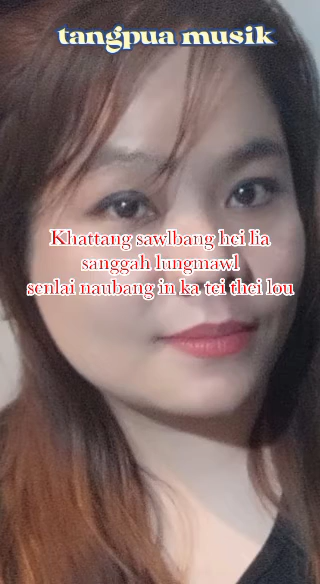 tangpua musik
Khattang sawlbang hei lia
sanggah lungmawl
senlai naubang in ka tei thei lou